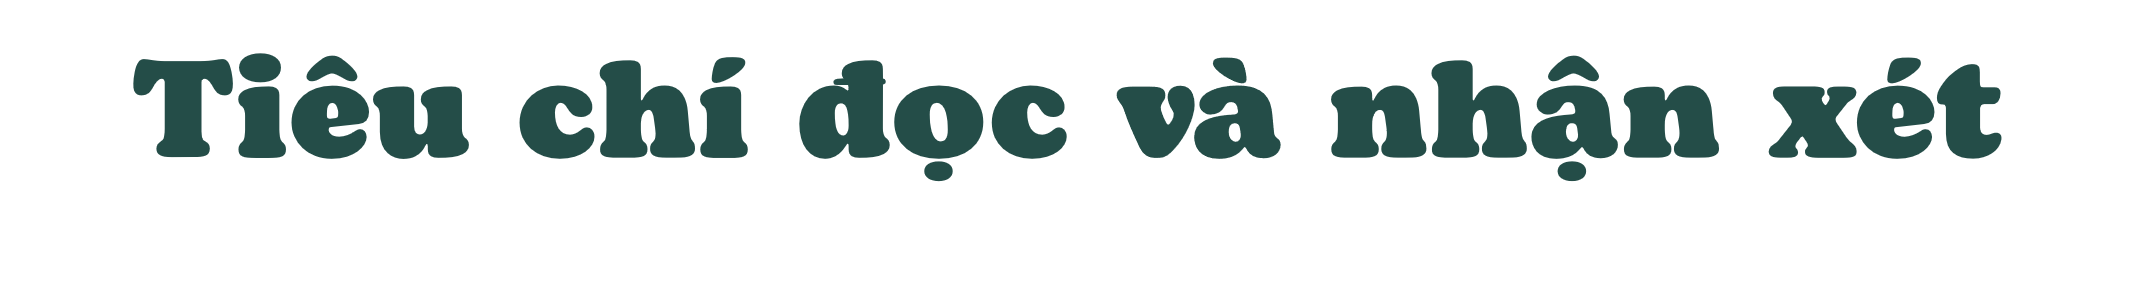 Tiêu chí đọc và nhận xét